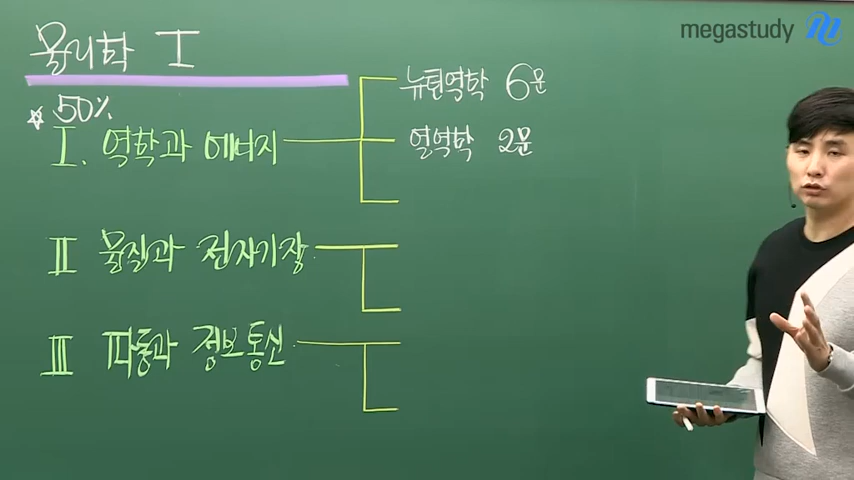 megastudy
물리학 I
☆ 50%
I. 역학과 에너지
뉴턴역학 6문
열역학 2문
II 물질과 전자기장
III 파동과 정보통신